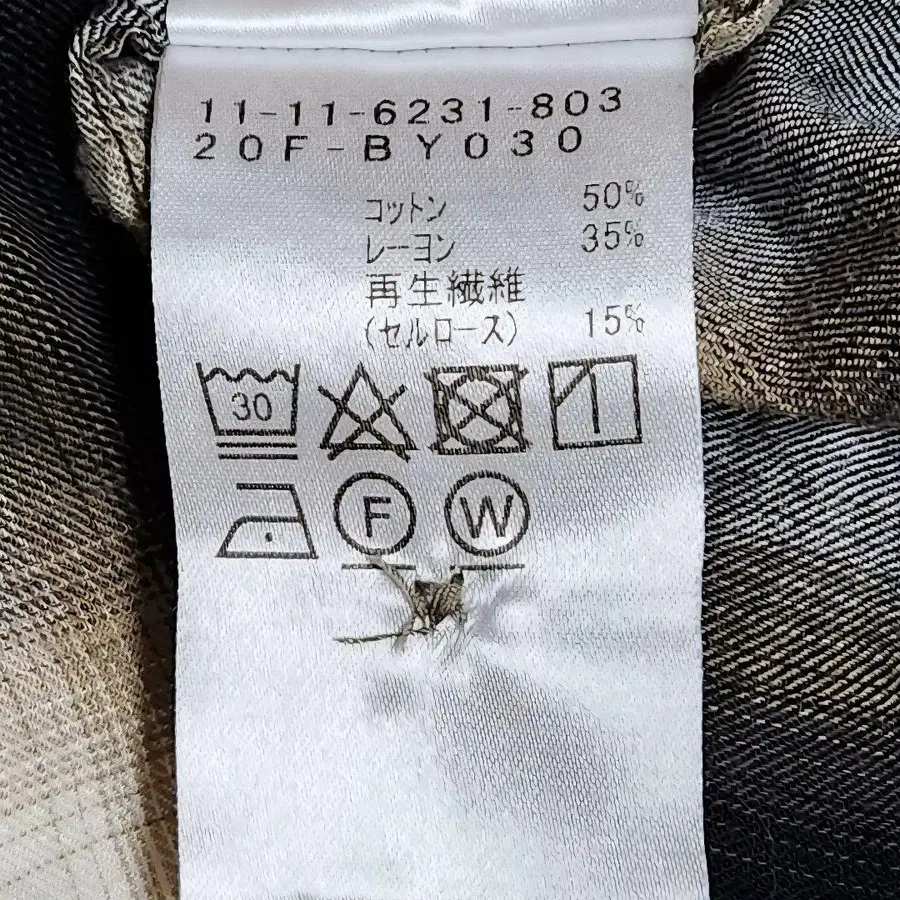 11-11-6231-803
20F-BY030
コットン 50%
レーヨン 35%
再生繊維
(セルロース) 15%
30
F W